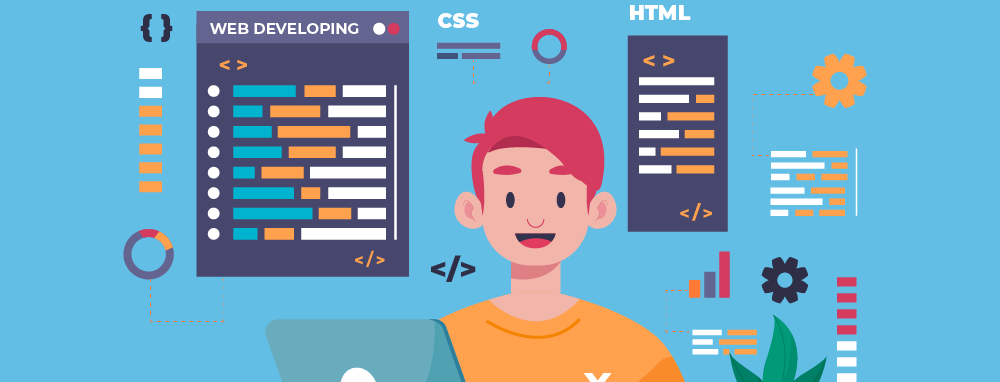 { }
WEB DEVELOPING
< >
</>
CSS
HTML
< >
</>
</>